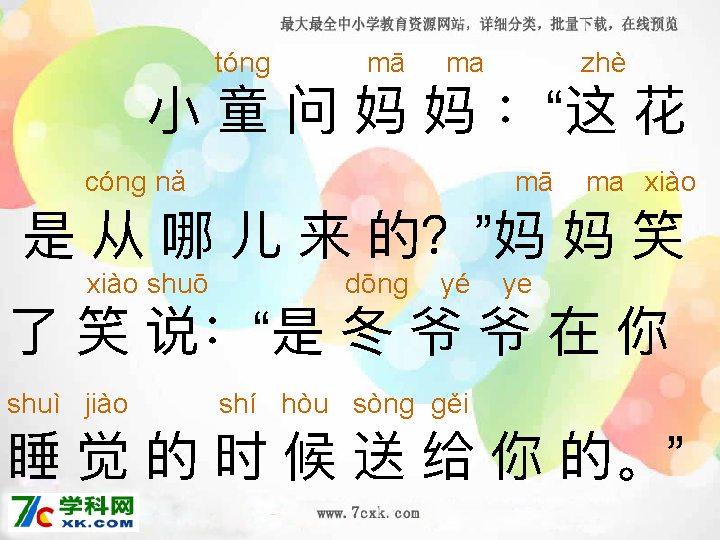 最大最全中小学教育资源网站，详细分类，批量下载，在线预览
tóng mā ma zhè
小童问妈妈：“这花
cóng nǎ mā ma xiào
是从哪儿来的？”妈妈笑
xiào shuō dōng yé ye
了笑说：“是冬爷爷在你
shuì jiào shí hòu sòng gěi
睡觉的时候送给你的。”
7C 学科网
XK.COM
www.7cxk.com